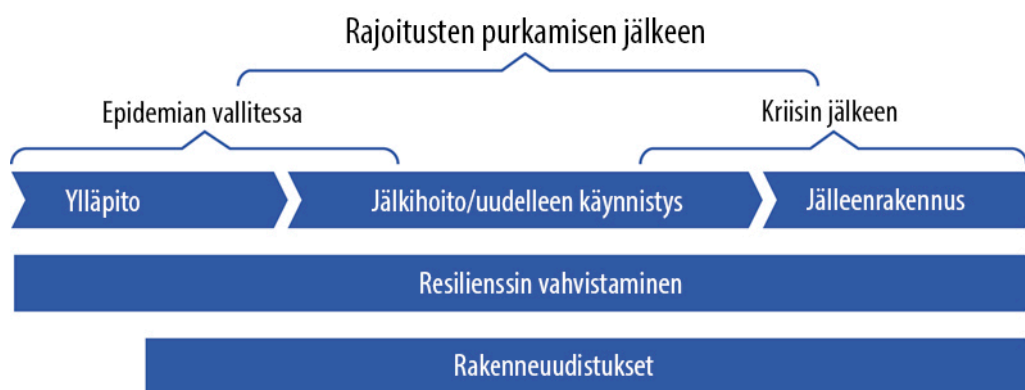 Rajoitusten purkamisen jälkeen
Epidemian vallitessa
Kriisin jälkeen
Ylläpito
Jälkihoito/uudelleen käynnistys
Jälleenrakennus
Resilienssin vahvistaminen
Rakenneuudistukset